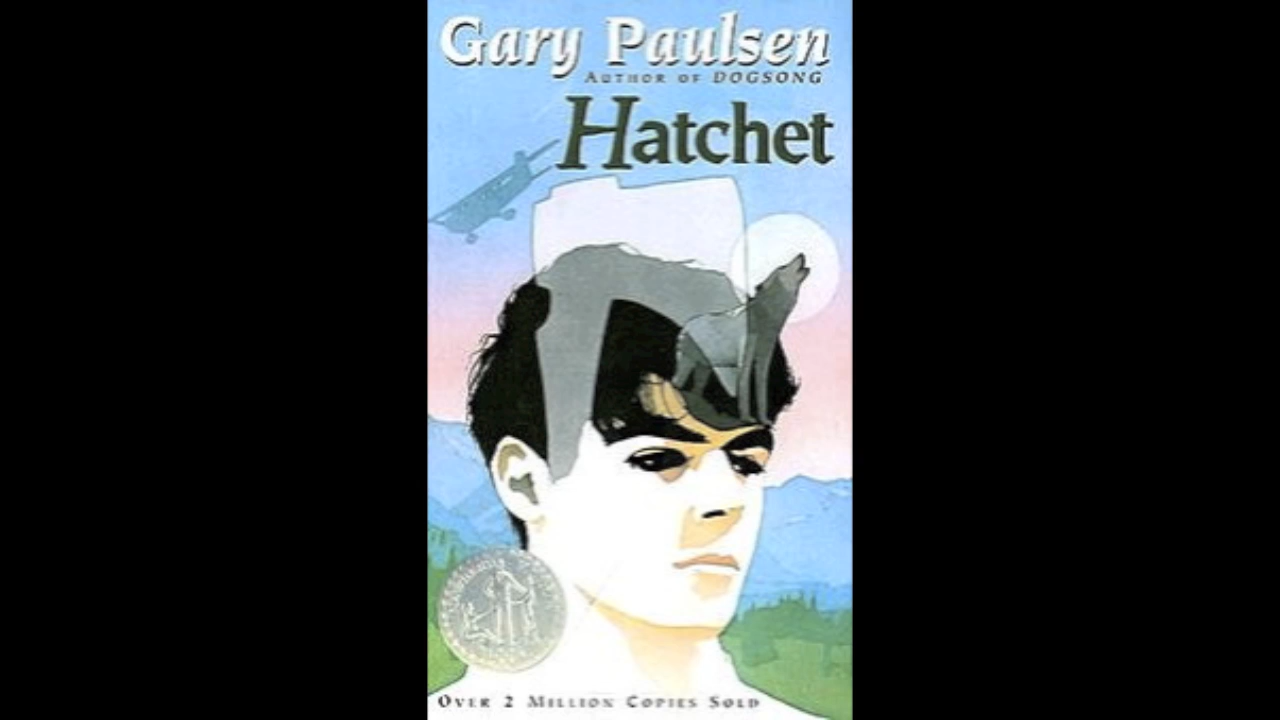 Gary Paulsen
AUTHOR OF DOGSONG
Hatchet
OVER 2 MILLION COPIES SOLD